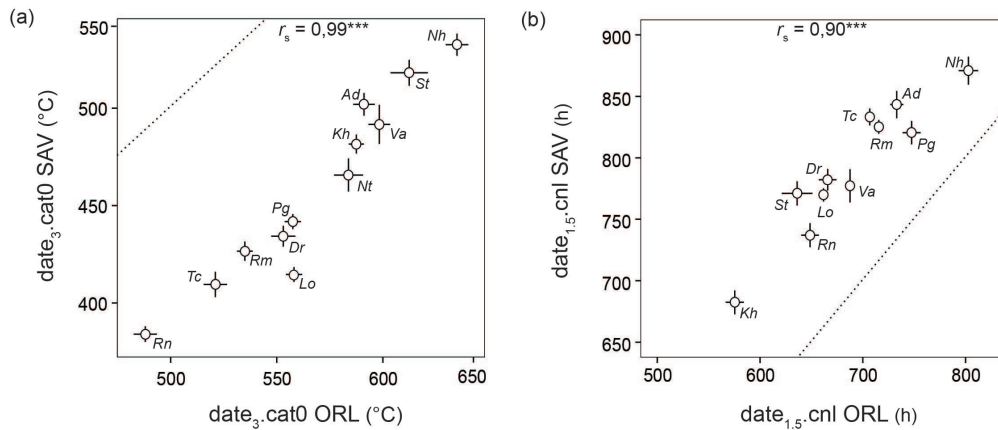 (a)
r_s = 0,99***
550
500
450
400
date_3.cat0 SAV (°C)
Nh
St
Ad
Va
Kh
Nt
Pg
Dr
Rm
Lo
Tc
Rn
500 550 600 650
date_3.cat0 ORL (°C)
(b)
r_s = 0,90***
900
850
800
750
700
650
date_1.5.cnl SAV (h)
Nh
Ad
Tc
Rm
Pg
Dr
Va
St
Lo
Rn
Kh
500 600 700 800
date_1.5.cnl ORL (h)